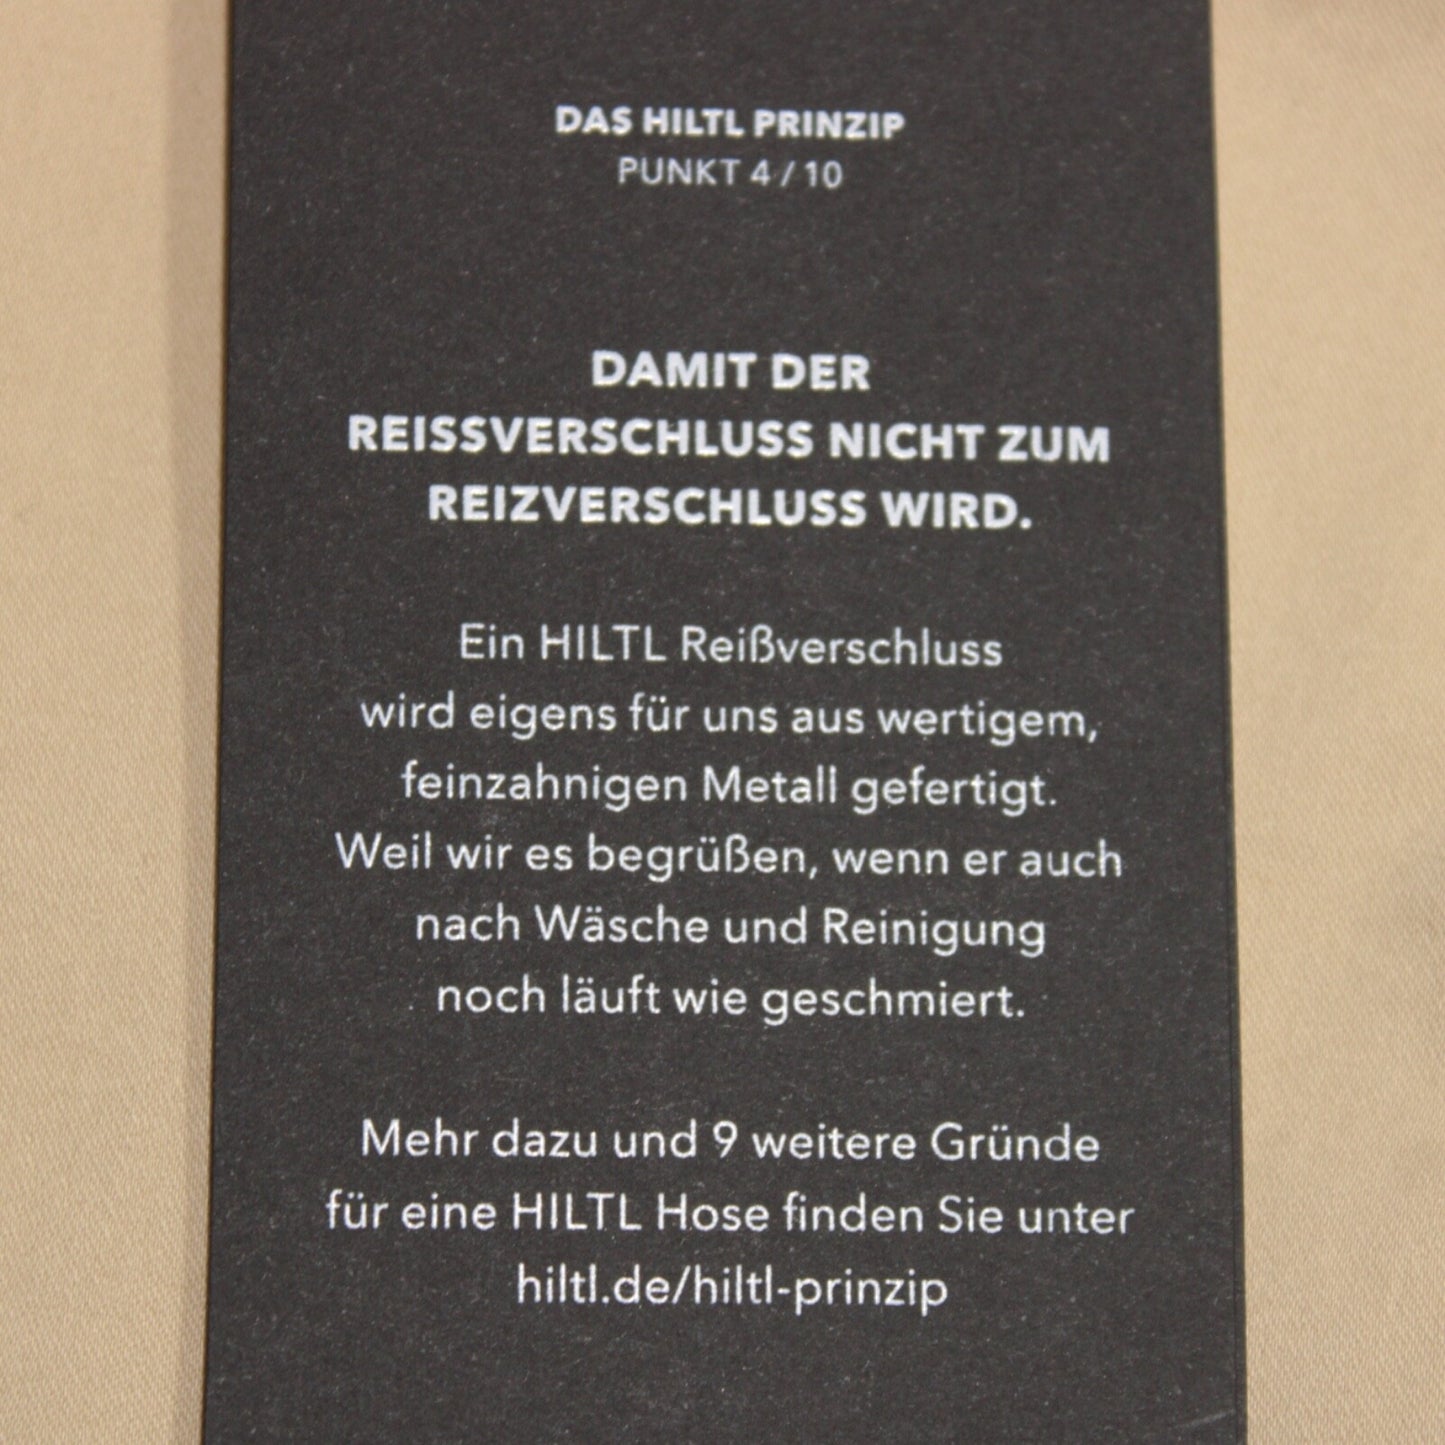 DAS HILTL PRINZIP
PUNKT 4 / 10
DAMIT DER
REISSVERSCHLUSS NICHT ZUM
REIZVERSCHLUSS WIRD.
Ein HILTL Reißverschluss
wird eigens für uns aus wertigem,
feinzahnigen Metall gefertigt.
Weil wir es begrüßen, wenn er auch
nach Wäsche und Reinigung
noch läuft wie geschmiert.
Mehr dazu und 9 weitere Gründe
für eine HILTL Hose finden Sie unter
hiltl.de/hiltl-prinzip